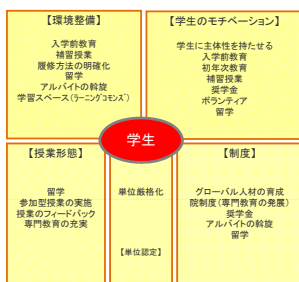 【環境整備】
入学前教育
補習授業
履修方法の明確化
留学
アルバイトの斡旋
学習スペース(ラーニングコモンズ)
【学生のモチベーション】
学生に主体性を持たせる
入学前教育
初年次教育
補習授業
奨学金
ボランティア
留学
学生
【授業形態】
留学
参加型授業の実施
授業のフィードバック
専門教育の充実
単位厳格化
【単位認定】
【制度】
グローバル人材の育成
院制度(専門教育の発展)
奨学金
アルバイトの斡旋
留学